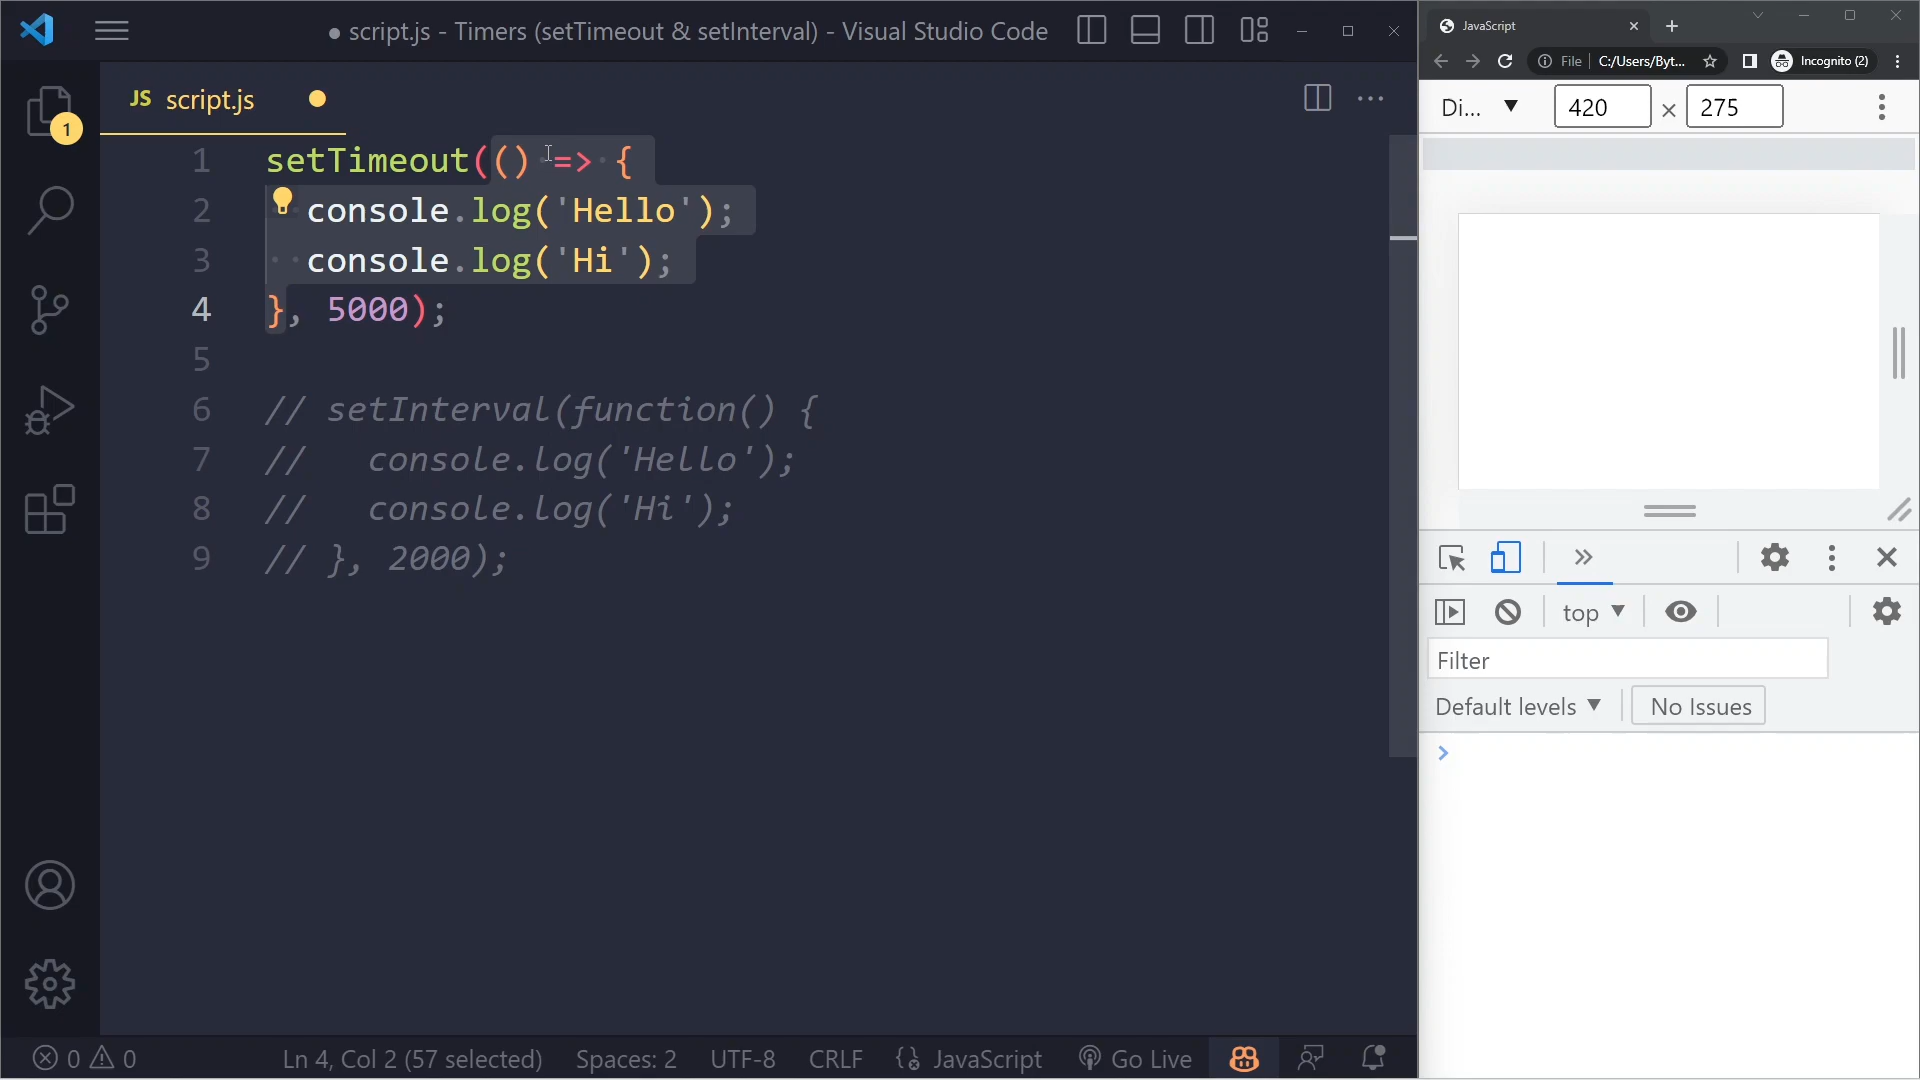 script.js - Timers (setTimeout & setInterval) - Visual Studio Code
JS script.js
1 setTimeout(() => {
2 console.log('Hello');
3 console.log('Hi');
4 }, 5000);
5
6 // setInterval(function() {
7 //   console.log('Hello');
8 //   console.log('Hi');
9 // }, 2000);
1
0 0 Ln 4, Col 2 (57 selected) Spaces: 2 UTF-8 CRLF JavaScript Go Live
JavaScript
File C:/Users/Byt... Incognito (2)
Di... 420 × 275
top
Filter
Default levels No Issues